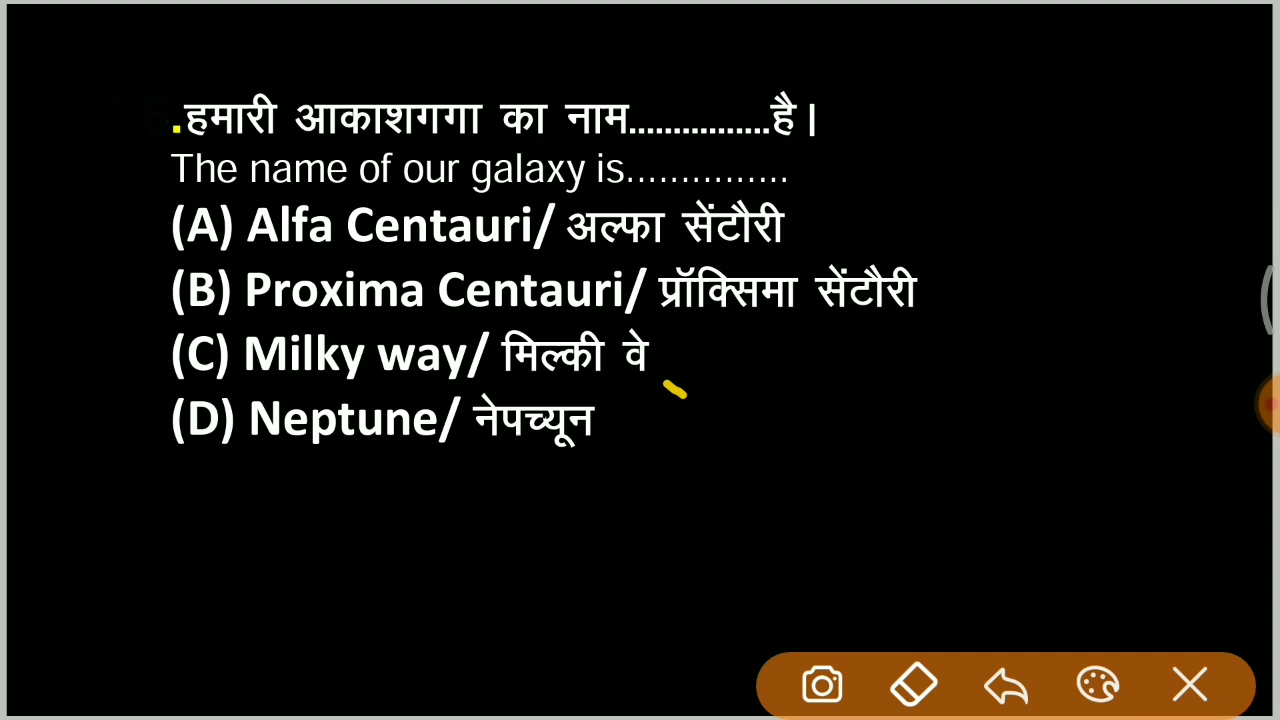 .हमारी आकाशगगा का नाम................है।
The name of our galaxy is...............
(A) Alfa Centauri/ अल्फा सेंटौरी
(B) Proxima Centauri/ प्रॉक्सिमा सेंटौरी
(C) Milky way/ मिल्की वे
(D) Neptune/ नेपच्यून